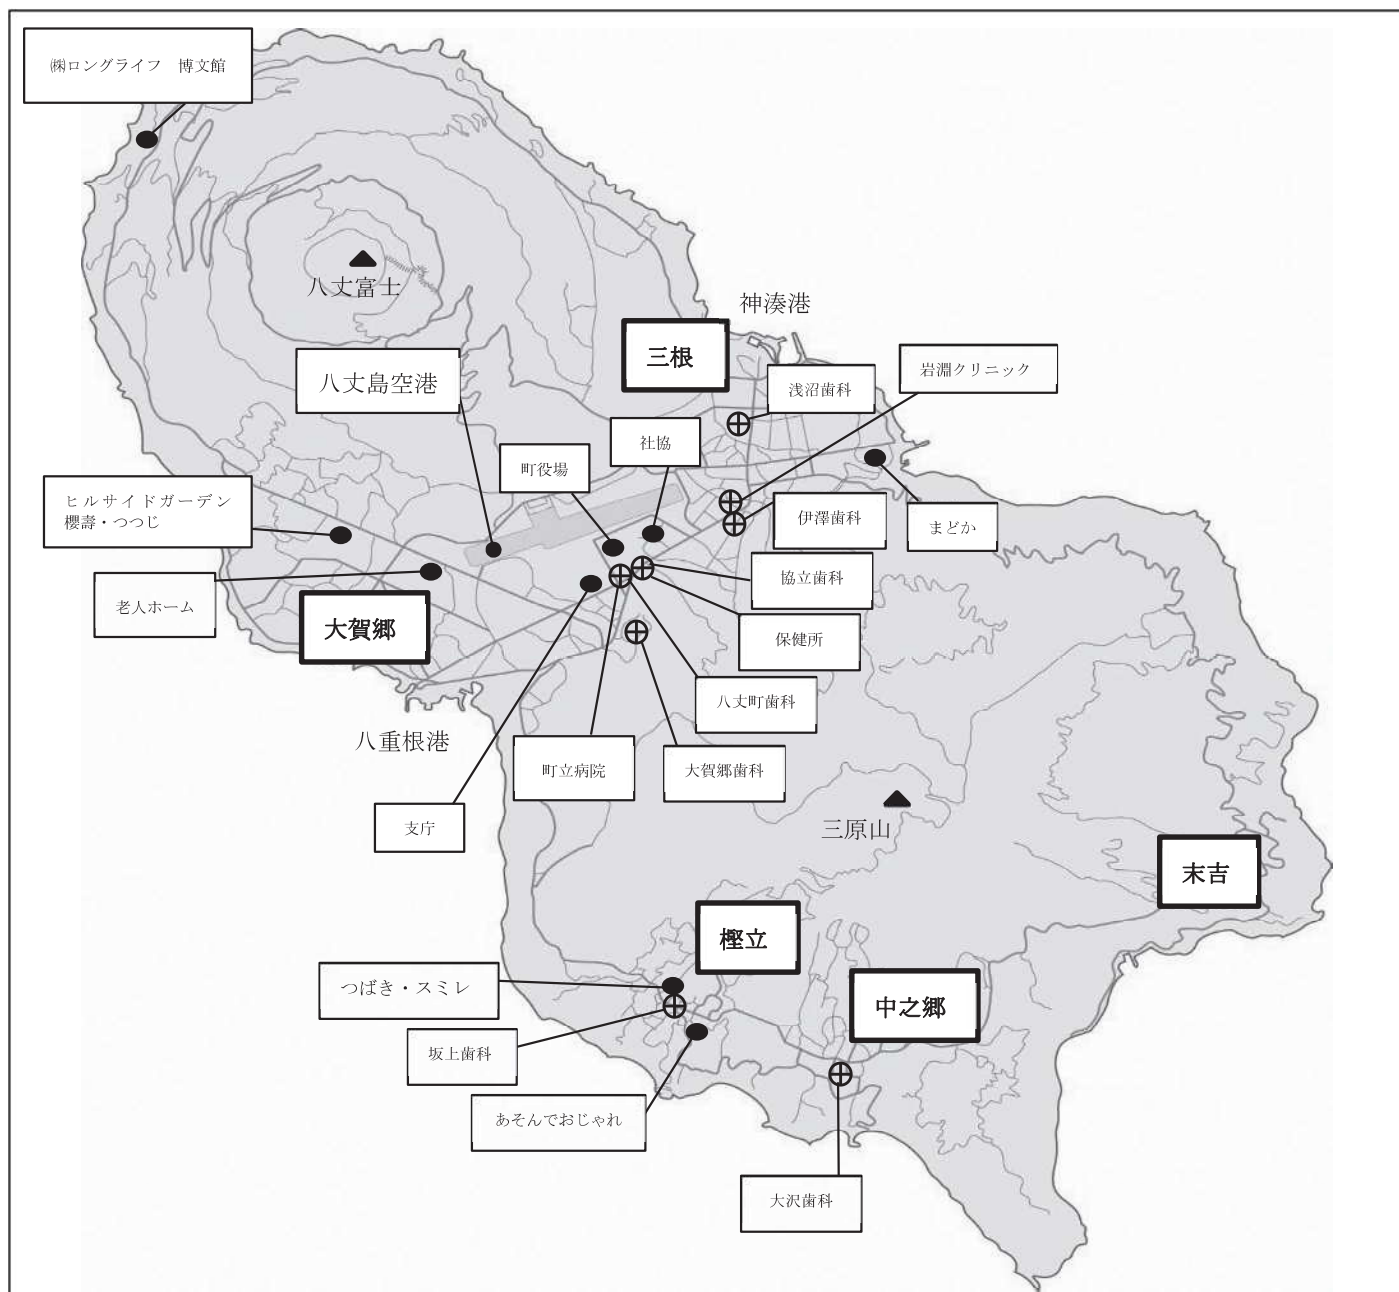 ㈱ロングライフ　博文館
八丈富士
神湊港
三根
八丈島空港
岩淵クリニック
浅沼歯科
社協
町役場
ヒルサイドガーデン
櫻壽・つつじ
伊澤歯科
まどか
協立歯科
老人ホーム
大賀郷
保健所
八丈町歯科
八重根港
町立病院
大賀郷歯科
支庁
三原山
末吉
樫立
つばき・スミレ
中之郷
坂上歯科
あそんでおじゃれ
大沢歯科